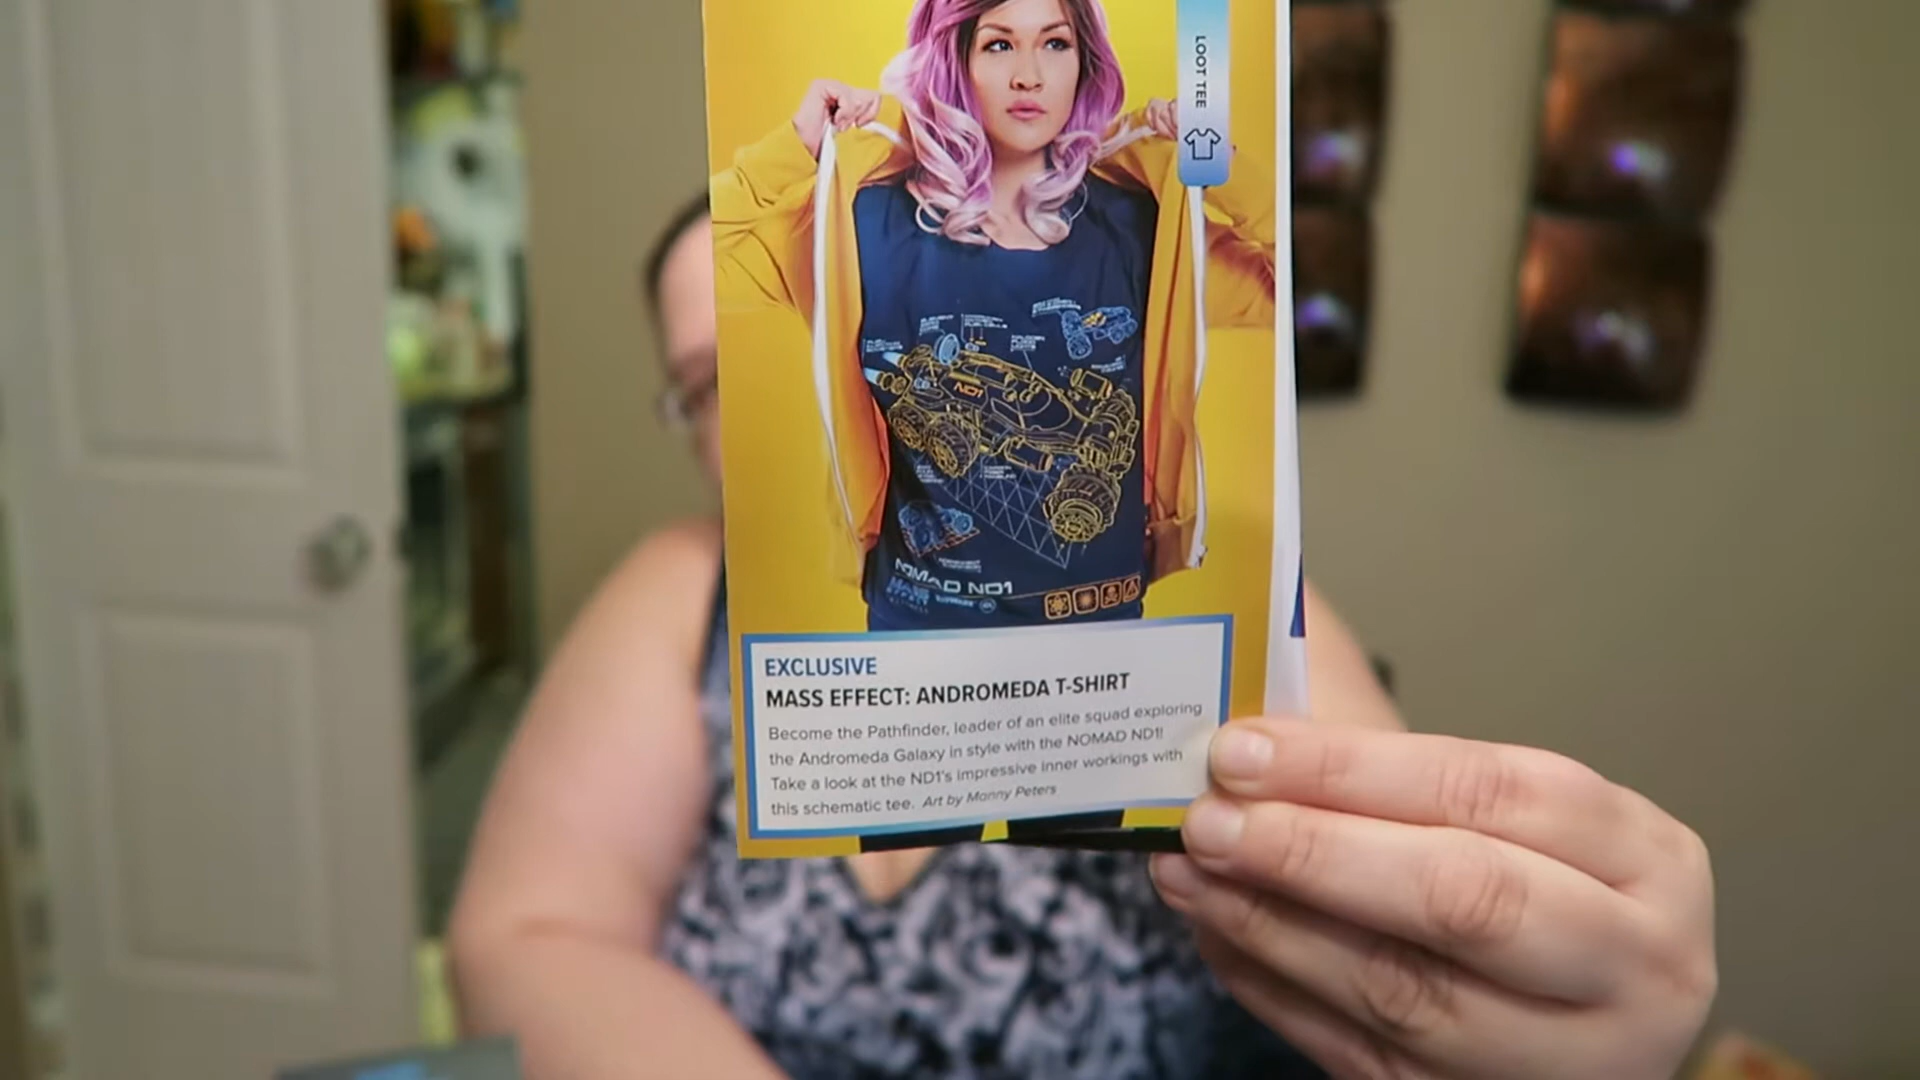 LOOT TEE
ND1
NOMAD ND1
MASS
EFFECT
EXCLUSIVE
MASS EFFECT: ANDROMEDA T-SHIRT
Become the Pathfinder, leader of an elite squad exploring
the Andromeda Galaxy in style with the NOMAD ND1!
Take a look at the ND1's impressive inner workings with
this schematic tee. Art by Manny Peters